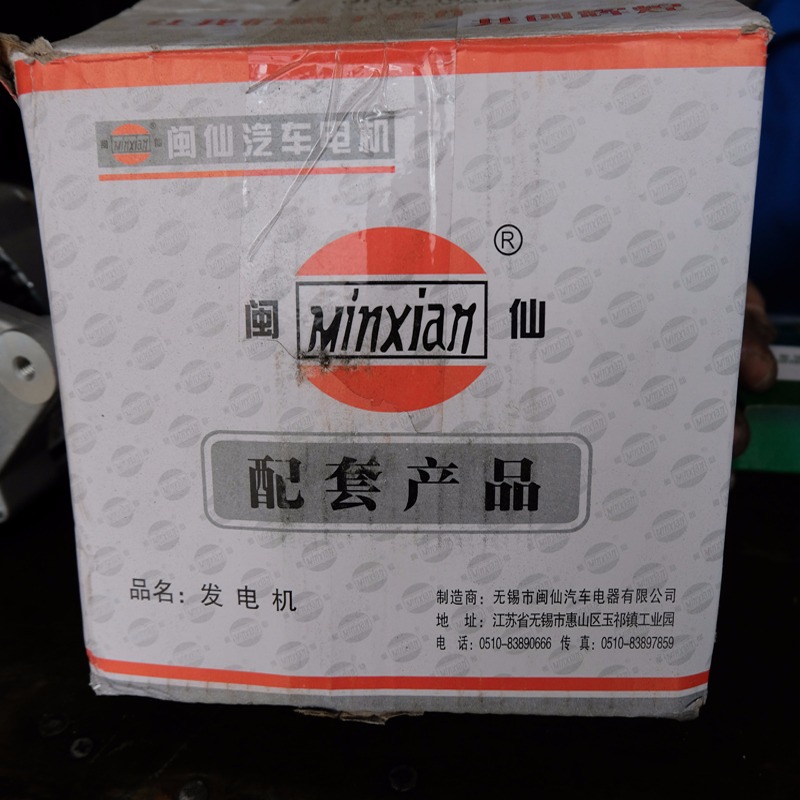 Minxian 闽仙汽车电机
®
闽 Minxian 仙
配套产品
品名：发电机
制造商：无锡市闽仙汽车电器有限公司
地 址：江苏省无锡市惠山区玉祁镇工业园
电 话：0510-83890666 传 真：0510-83897859